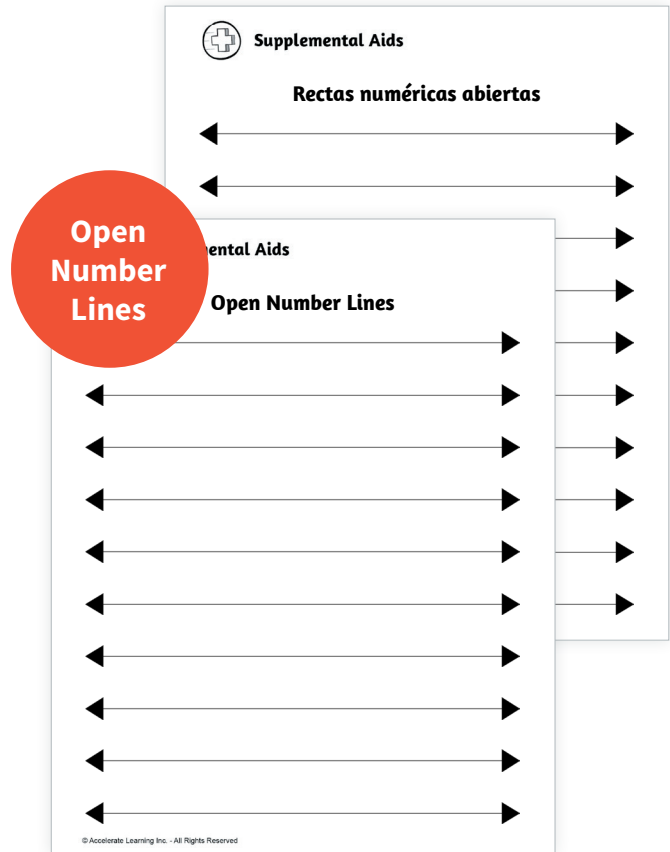 Supplemental Aids
Rectas numéricas abiertas
Open
Number
Lines
ental Aids
Open Number Lines
© Accelerate Learning Inc. - All Rights Reserved